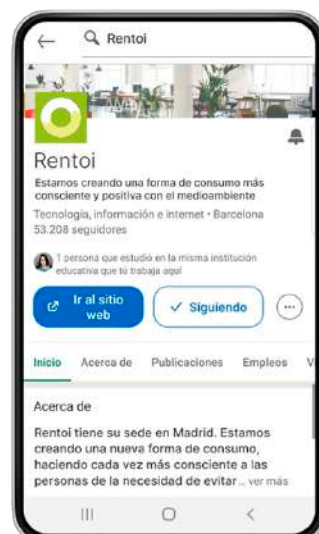 Rentoi
Rentoi
Estamos creando una forma de consumo más
consciente y positiva con el medioambiente
Tecnología, información e internet • Barcelona
53.208 seguidores
1 persona que estudio en la misma institución
educativa que tú trabaja aquí
Ir al sitio
web
✓ Siguiendo
Inicio Acerca de Publicaciones Empleos V
Acerca de
Rentoi tiene su sede en Madrid. Estamos
creando una nueva forma de consumo,
haciendo cada vez más consciente a las
personas de la necesidad de evitar... ver más